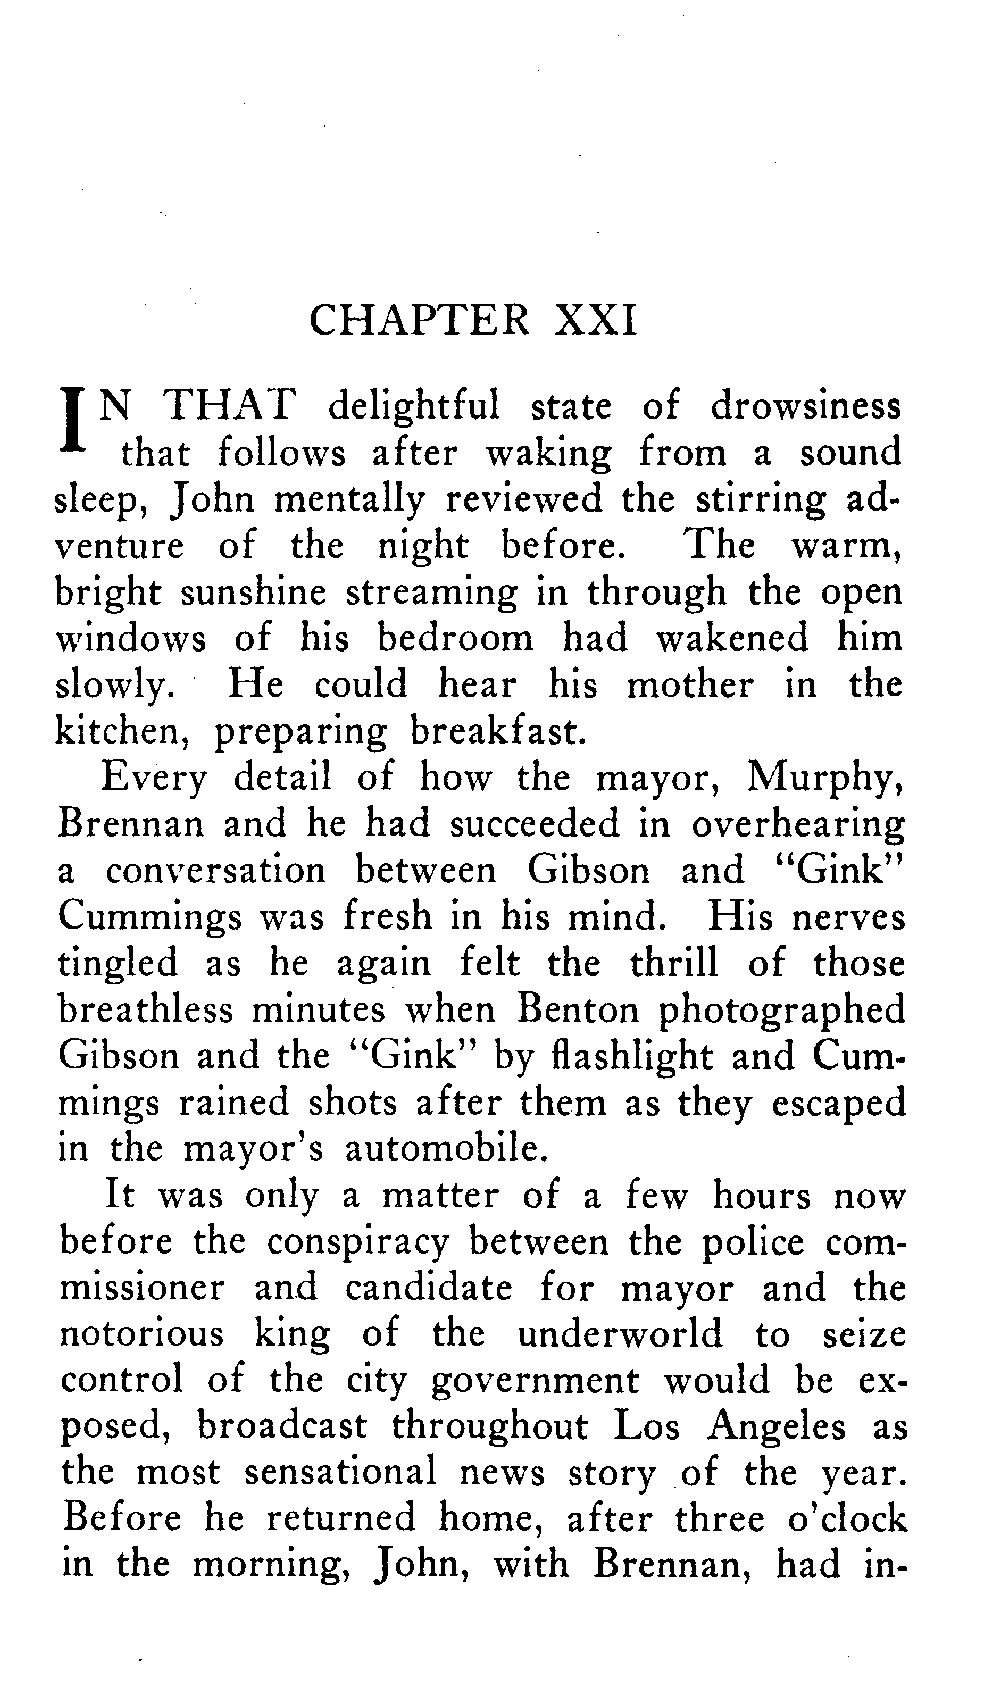 CHAPTER XXI
IN THAT delightful state of drowsiness
that follows after waking from a sound
sleep, John mentally reviewed the stirring ad-
venture of the night before. The warm,
bright sunshine streaming in through the open
windows of his bedroom had wakened him
slowly. He could hear his mother in the
kitchen, preparing breakfast.
Every detail of how the mayor, Murphy,
Brennan and he had succeeded in overhearing
a conversation between Gibson and "Gink"
Cummings was fresh in his mind. His nerves
tingled as he again felt the thrill of those
breathless minutes when Benton photographed
Gibson and the "Gink" by flashlight and Cum-
mings rained shots after them as they escaped
in the mayor's automobile.
It was only a matter of a few hours now
before the conspiracy between the police com-
missioner and candidate for mayor and the
notorious king of the underworld to seize
control of the city government would be ex-
posed, broadcast throughout Los Angeles as
the most sensational news story of the year.
Before he returned home, after three o'clock
in the morning, John, with Brennan, had in-